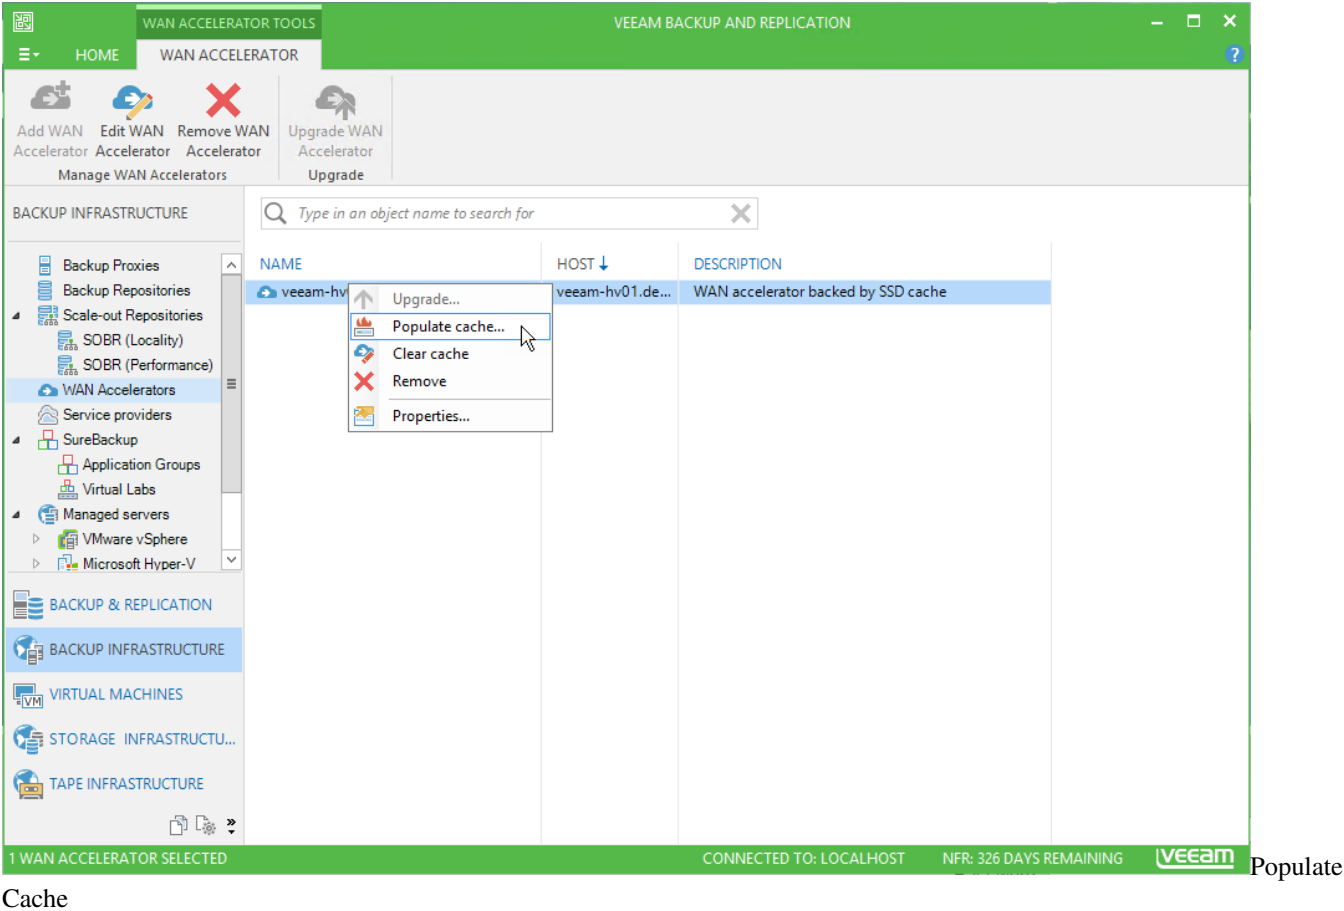 WAN ACCELERATOR TOOLS
VEEAM BACKUP AND REPLICATION
HOME
WAN ACCELERATOR
?
Add WAN Accelerator
Edit WAN Accelerator
Remove WAN Accelerator
Upgrade WAN Accelerator
Manage WAN Accelerators
Upgrade
BACKUP INFRASTRUCTURE
Type in an object name to search for
Backup Proxies
Backup Repositories
Scale-out Repositories
SOBR (Locality)
SOBR (Performance)
WAN Accelerators
Service providers
SureBackup
Application Groups
Virtual Labs
Managed servers
VMware vSphere
Microsoft Hyper-V
NAME
HOST
DESCRIPTION
veeam-hv
veeam-hv01.de...
WAN accelerator backed by SSD cache
Upgrade...
Populate cache...
Clear cache
Remove
Properties...
BACKUP & REPLICATION
BACKUP INFRASTRUCTURE
VM
VIRTUAL MACHINES
STORAGE INFRASTRUCTU...
TAPE INFRASTRUCTURE
1 WAN ACCELERATOR SELECTED
CONNECTED TO: LOCALHOST
NFR: 326 DAYS REMAINING
veeam
Populate
Cache